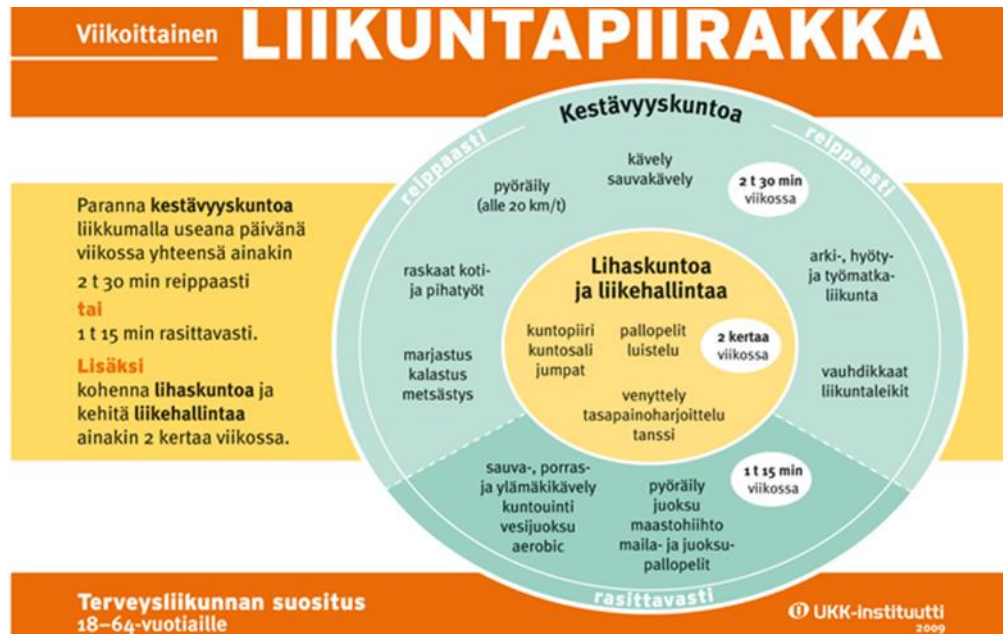 Viikoittainen LIIKUNTAPIIRAKKA
Paranna kestävyyskuntoa
liikkumalla useana päivänä
viikossa yhteensä ainakin
2 t 30 min reippaasti
tai
1 t 15 min rasittavasti.
Lisäksi
kohenna lihaskuntoa ja
kehitä liikehallintaa
ainakin 2 kertaa viikossa.
Kestävyyskuntoa
reippaasti
reippaasti
kävely
sauvakävely
2 t 30 min
viikossa
pyöräily
(alle 20 km/t)
raskaat koti-
ja pihatyöt
arki-, hyöty-
ja työmatka-
liikunta
marjastus
kalastus
metsästys
vauhdikkaat
liikuntaleikit
Lihaskuntoa
ja liikehallintaa
kuntopiiri
kuntosali
jumpat
pallopelit
luistelu
2 kertaa
viikossa
venyttely
tasapainoharjoittelu
tanssi
sauva-, porras-
ja ylämäkikävely
kuntouinti
vesijuoksu
aerobic
pyöräily
juoksu
maastohiihto
maila- ja juoksu-
pallopelit
1 t 15 min
viikossa
rasittavasti
Terveysliikunnan suositus
18–64-vuotiaille
UKK-instituutti
2009